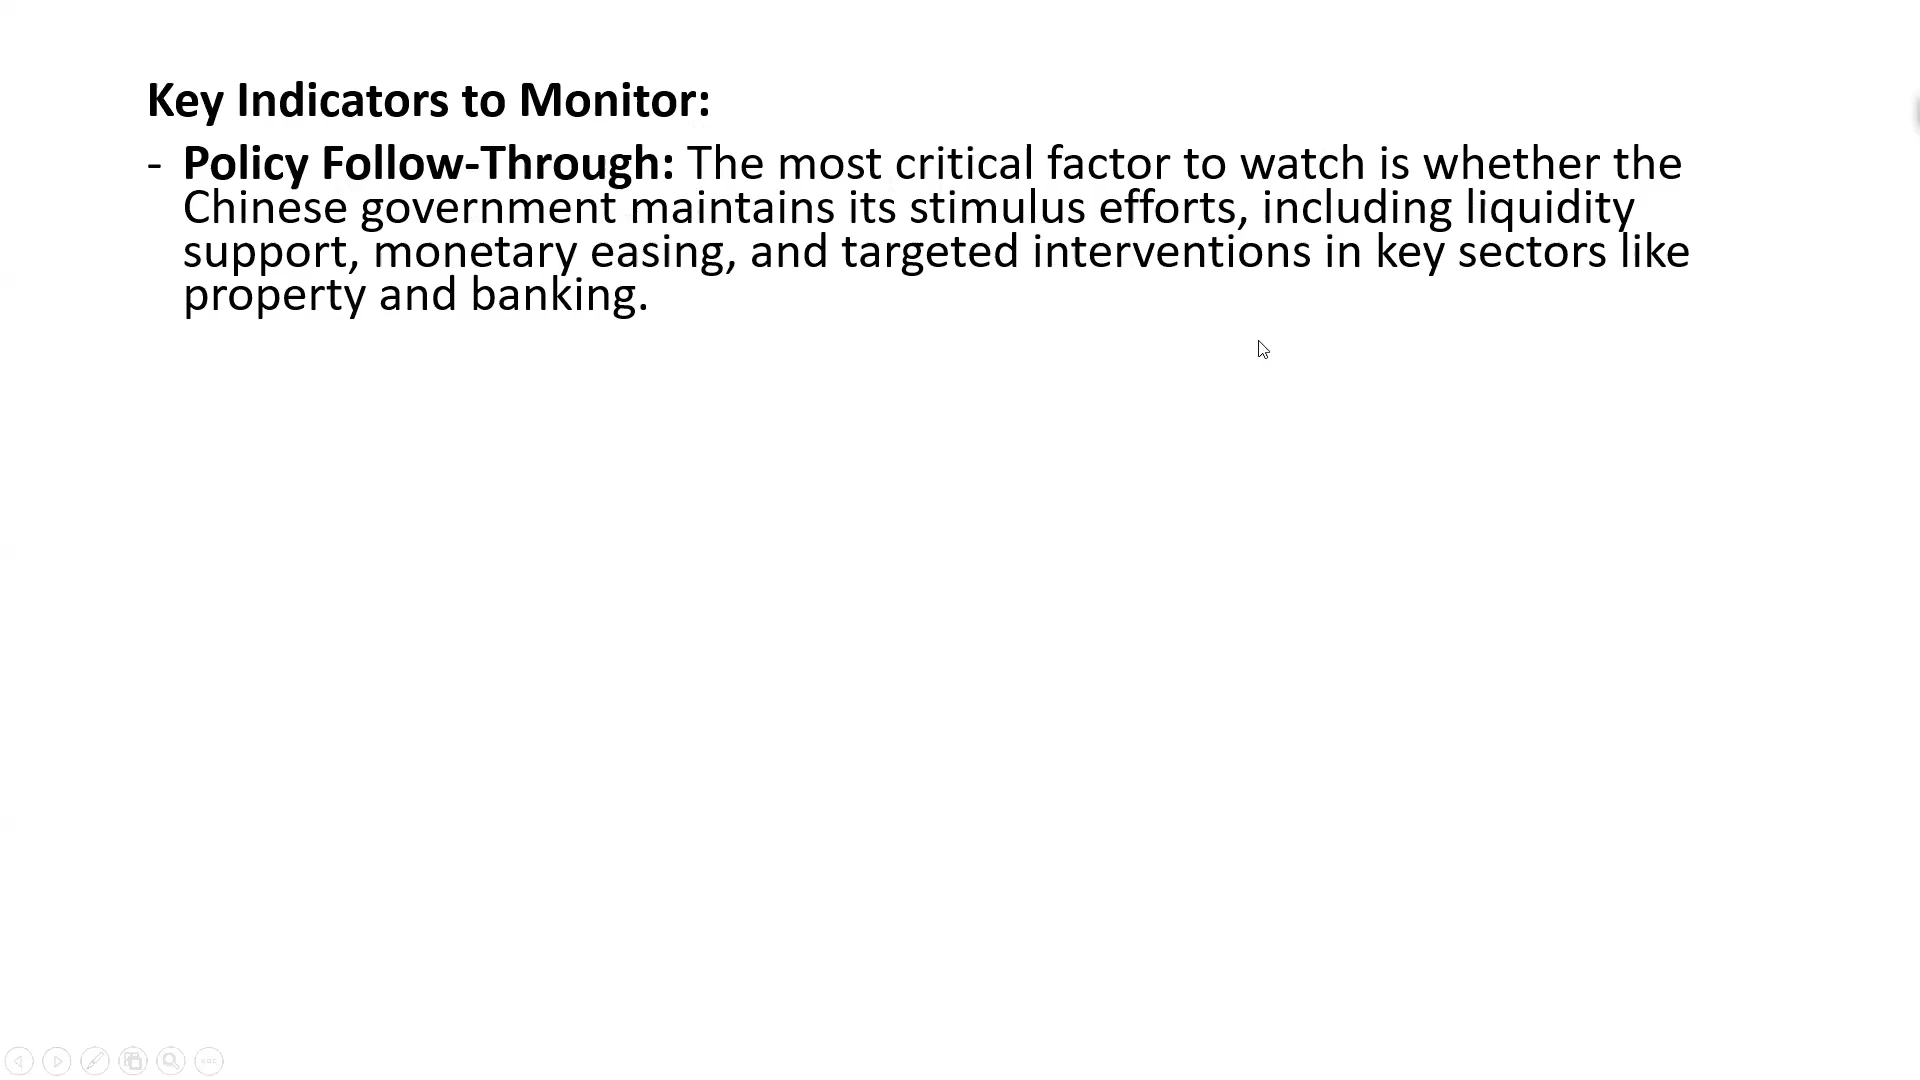 Key Indicators to Monitor:
- Policy Follow-Through: The most critical factor to watch is whether the
Chinese government maintains its stimulus efforts, including liquidity
support, monetary easing, and targeted interventions in key sectors like
property and banking.